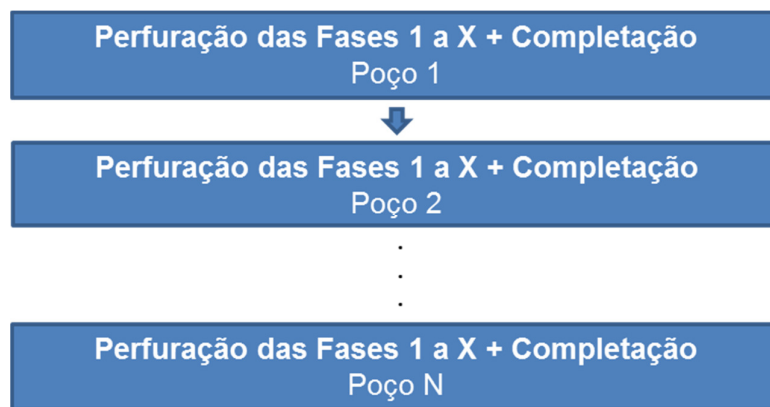 Perfuração das Fases 1 a X + Completação
Poço 1
Perfuração das Fases 1 a X + Completação
Poço 2
.
.
.
Perfuração das Fases 1 a X + Completação
Poço N